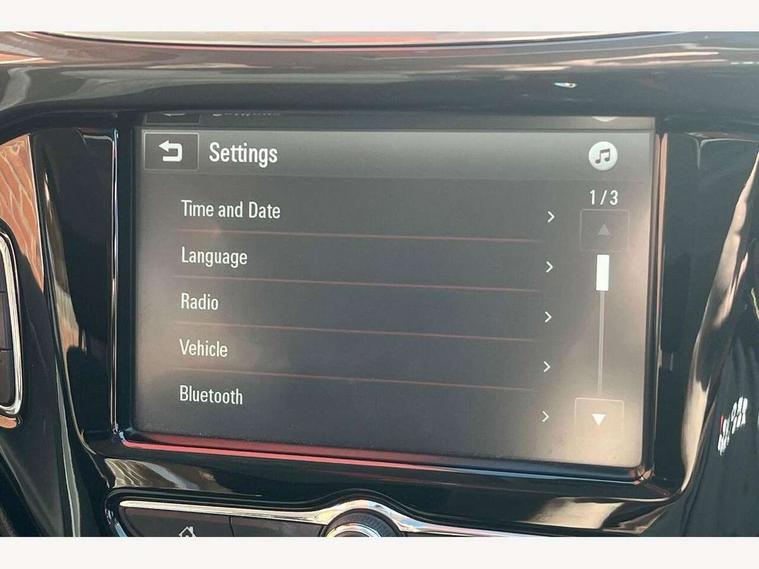 Settings
1/3
Time and Date
Language
Radio
Vehicle
Bluetooth